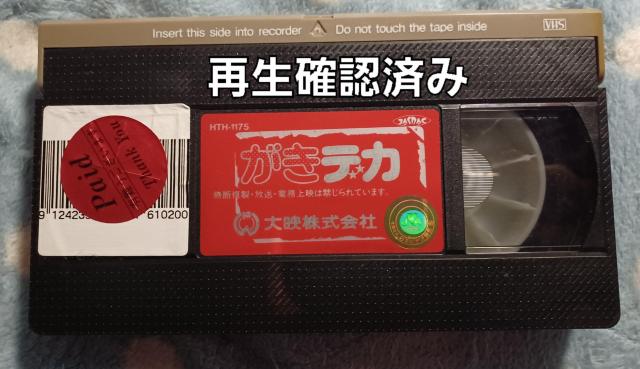 Insert this side into recorder Do not touch the tape inside VHS
再生確認済み
HTH-1175
がきデカ
無断複製・放送・業務上映は禁じられています。
大映株式会社
Paid
Thank You
610200